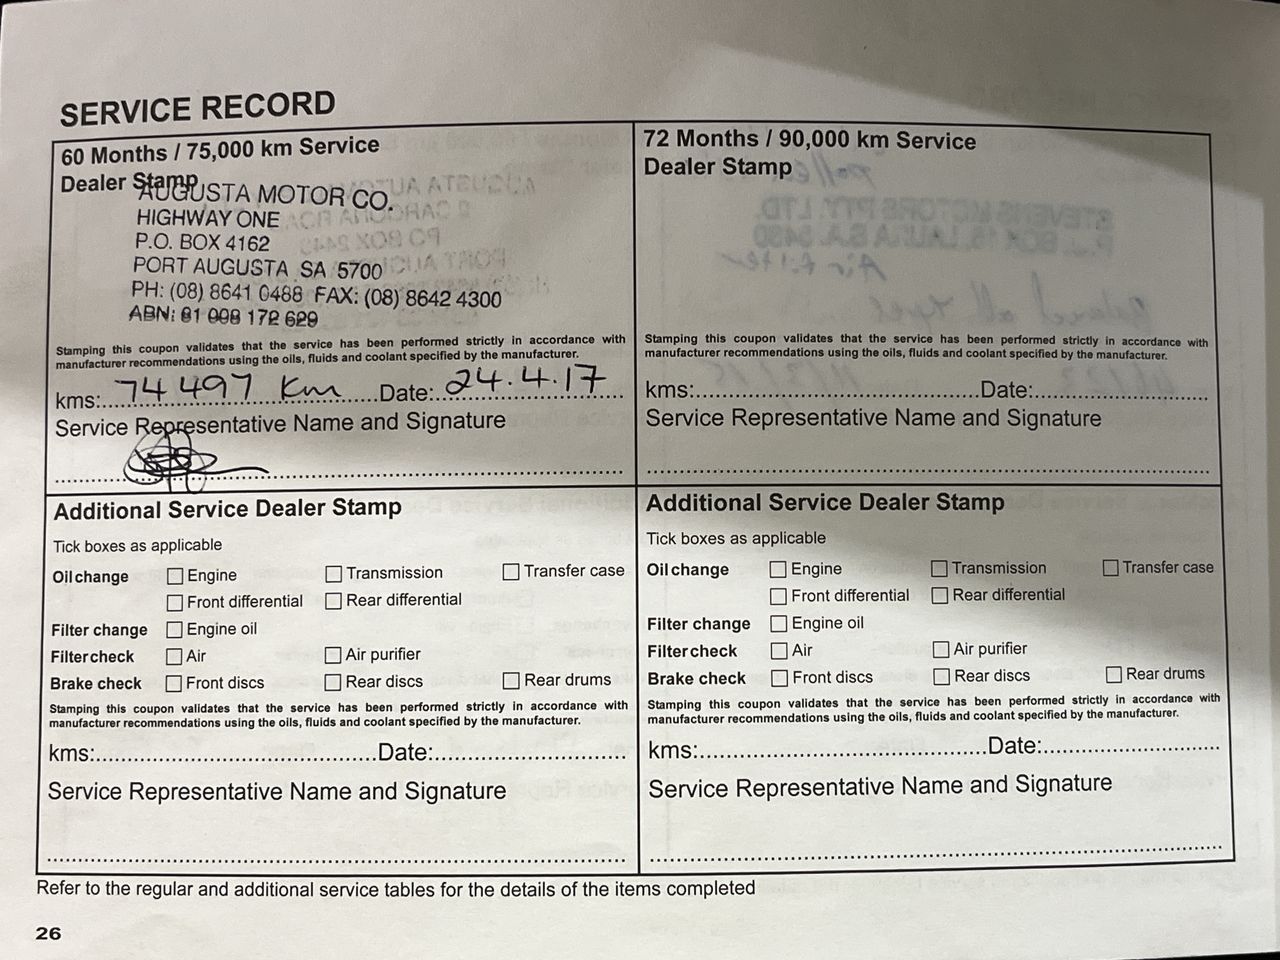 SERVICE RECORD
60 Months / 75,000 km Service
Dealer Stamp
AUGUSTA MOTOR CO.
HIGHWAY ONE
P.O. BOX 4162
PORT AUGUSTA SA 5700
PH: (08) 8641 0488 FAX: (08) 8642 4300
ABN: 81 008 172 629
Stamping this coupon validates that the service has been performed strictly in accordance with
manufacturer recommendations using the oils, fluids and coolant specified by the manufacturer.
kms: 74 497 km Date: 24.4.17
Service Representative Name and Signature
72 Months / 90,000 km Service
Dealer Stamp
Stamping this coupon validates that the service has been performed strictly in accordance with
manufacturer recommendations using the oils, fluids and coolant specified by the manufacturer.
kms: Date:
Service Representative Name and Signature
Additional Service Dealer Stamp
Tick boxes as applicable
Oil change Engine Transmission Transfer case
Front differential Rear differential
Filter change Engine oil
Filter check Air Air purifier
Brake check Front discs Rear discs Rear drums
Stamping this coupon validates that the service has been performed strictly in accordance with
manufacturer recommendations using the oils, fluids and coolant specified by the manufacturer.
kms: Date:
Service Representative Name and Signature
Additional Service Dealer Stamp
Tick boxes as applicable
Oil change Engine Transmission Transfer case
Front differential Rear differential
Filter change Engine oil
Filter check Air Air purifier
Brake check Front discs Rear discs Rear drums
Stamping this coupon validates that the service has been performed strictly in accordance with
manufacturer recommendations using the oils, fluids and coolant specified by the manufacturer.
kms: Date:
Service Representative Name and Signature
Refer to the regular and additional service tables for the details of the items completed
26